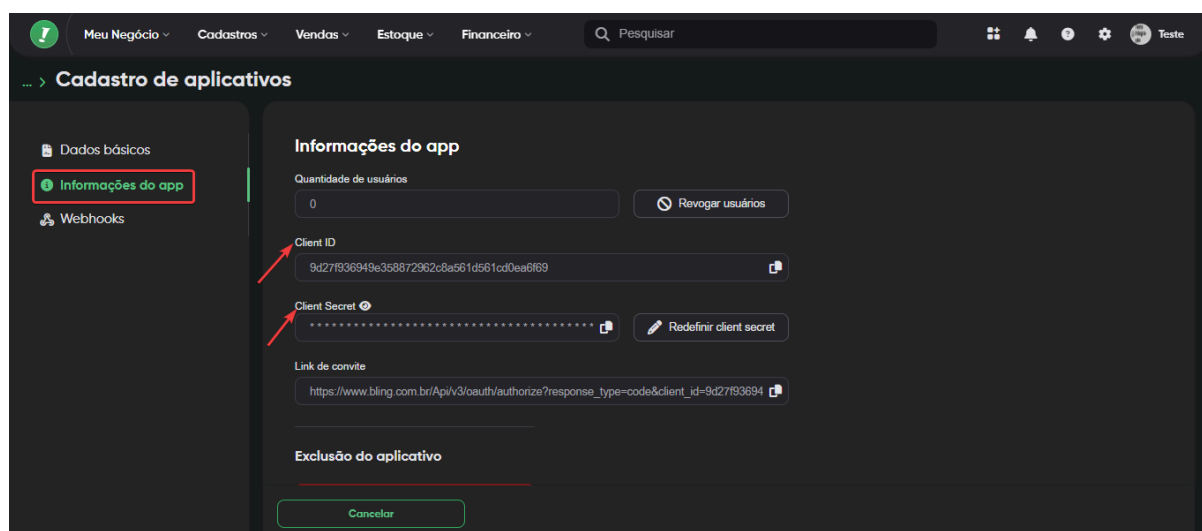 Meu Negócio Cadastros Vendas Estoque Financeiro Pesquisar Teste
... > Cadastro de aplicativos
Dados básicos
Informações do app
Webhooks
Informações do app
Quantidade de usuários
0 Revogar usuários
Client ID
9d27f936949e358872962c8a561d561cd0ea6f69
Client Secret
**************************************** Redefinir client secret
Link de convite
https://www.bling.com.br/Api/v3/oauth/authorize?response_type=code&client_id=9d27f93694
Exclusão do aplicativo
Cancelar